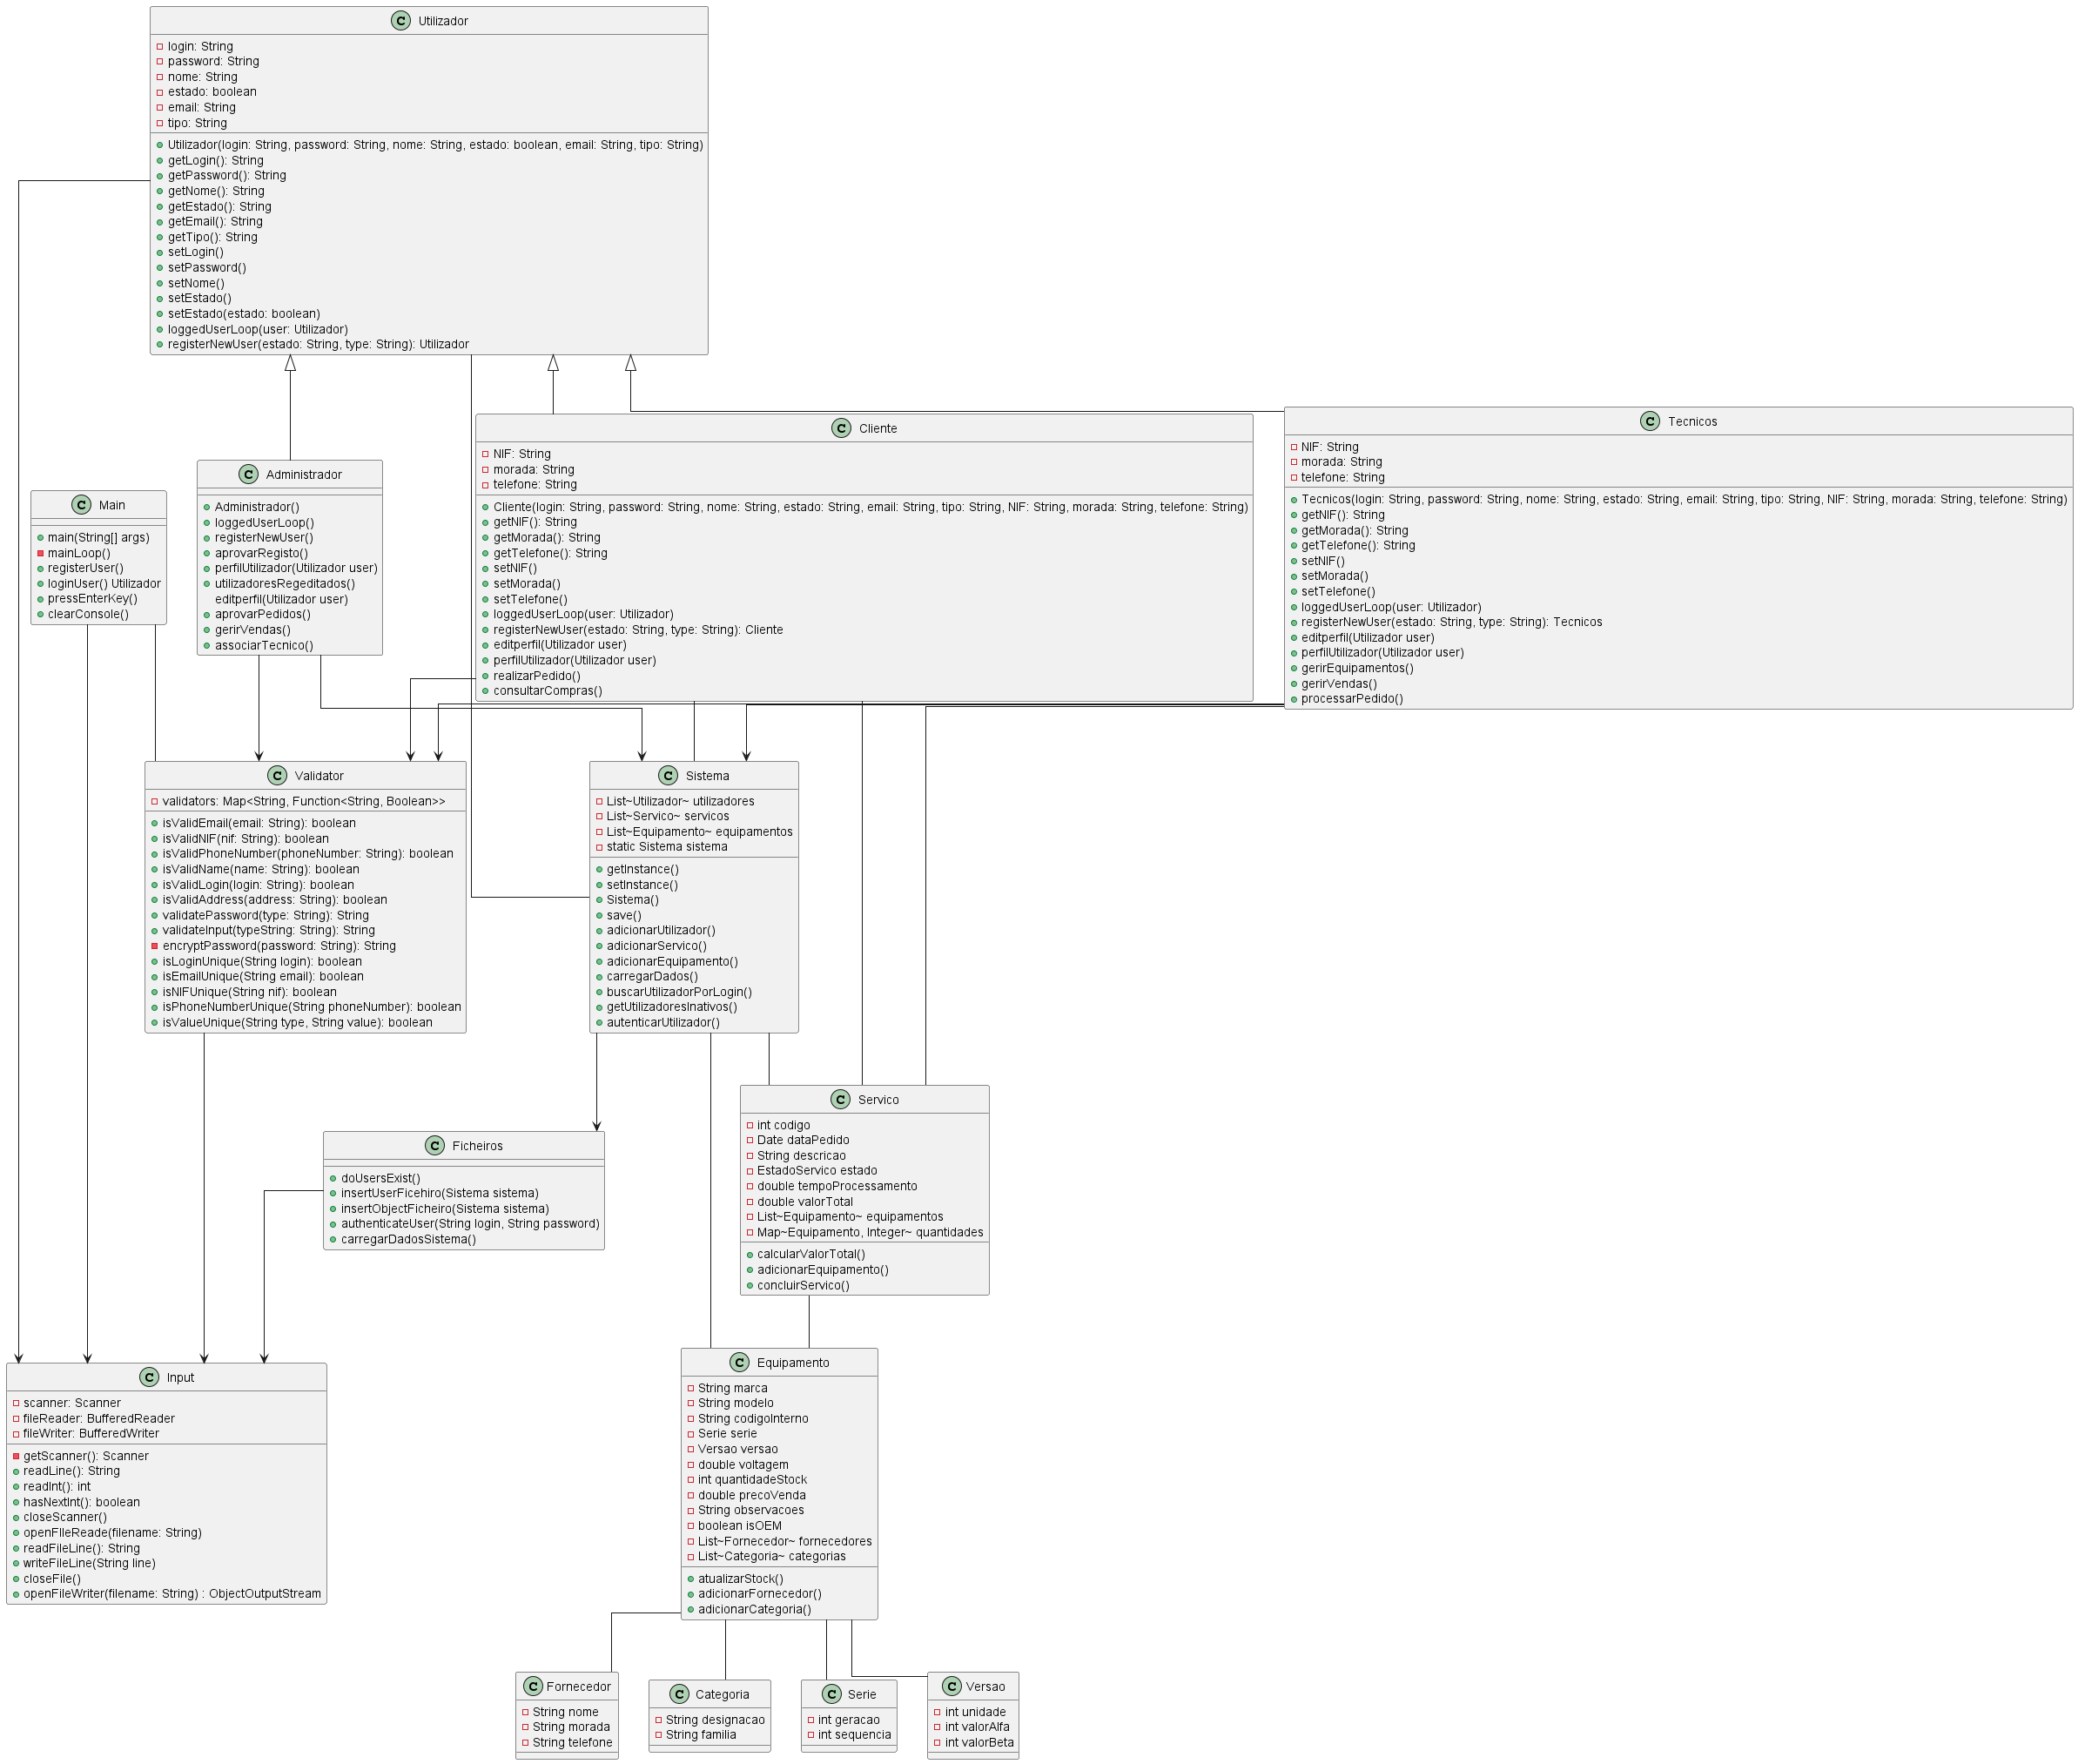 C Utilizador
login: String
password: String
nome: String
estado: boolean
email: String
tipo: String
Utilizador(login: String, password: String, nome: String, estado: boolean, email: String, tipo: String)
getLogin(): String
getPassword(): String
getNome(): String
getEstado(): String
getEmail(): String
getTipo(): String
setLogin()
setPassword()
setNome()
setEstado()
setEstado(estado: boolean)
loggedUserLoop(user: Utilizador)
registerNewUser(estado: String, type: String): Utilizador
C Main
main(String[] args)
mainLoop()
registerUser()
loginUser() Utilizador
pressEnterKey()
clearConsole()
C Administrador
Administrador()
loggedUserLoop()
registerNewUser()
aprovarRegisto()
perfilUtilizador(Utilizador user)
utilizadoresRegeditados()
editperfil(Utilizador user)
aprovarPedidos()
gerirVendas()
associarTecnico()
C Cliente
NIF: String
morada: String
telefone: String
Cliente(login: String, password: String, nome: String, estado: String, email: String, tipo: String, NIF: String, morada: String, telefone: String)
getNIF(): String
getMorada(): String
getTelefone(): String
setNIF()
setMorada()
setTelefone()
loggedUserLoop(user: Utilizador)
registerNewUser(estado: String, type: String): Cliente
editperfil(Utilizador user)
perfilUtilizador(Utilizador user)
realizarPedido()
consultarCompras()
C Tecnicos
NIF: String
morada: String
telefone: String
Tecnicos(login: String, password: String, nome: String, estado: String, email: String, tipo: String, NIF: String, morada: String, telefone: String)
getNIF(): String
getMorada(): String
getTelefone(): String
setNIF()
setMorada()
setTelefone()
loggedUserLoop(user: Utilizador)
registerNewUser(estado: String, type: String): Tecnicos
editperfil(Utilizador user)
perfilUtilizador(Utilizador user)
gerirEquipamentos()
gerirVendas()
processarPedido()
C Validator
validators: Map<String, Function<String, Boolean>>
isValidEmail(email: String): boolean
isValidNIF(nif: String): boolean
isValidPhoneNumber(phoneNumber: String): boolean
isValidName(name: String): boolean
isValidLogin(login: String): boolean
isValidAddress(address: String): boolean
validatePassword(type: String): String
validateInput(typeString: String): String
encryptPassword(password: String): String
isLoginUnique(String login): boolean
isEmailUnique(String email): boolean
isNIFUnique(String nif): boolean
isPhoneNumberUnique(String phoneNumber): boolean
isValueUnique(String type, String value): boolean
C Sistema
List~Utilizador~ utilizadores
List~Servico~ servicos
List~Equipamento~ equipamentos
static Sistema sistema
getInstance()
setInstance()
Sistema()
save()
adicionarUtilizador()
adicionarServico()
adicionarEquipamento()
carregarDados()
buscarUtilizadorPorLogin()
getUtilizadoresInativos()
autenticarUtilizador()
C Ficheiros
doUsersExist()
insertUserFicehiro(Sistema sistema)
insertObjectFicheiro(Sistema sistema)
authenticateUser(String login, String password)
carregarDadosSistema()
C Servico
int codigo
Date dataPedido
String descricao
EstadoServico estado
double tempoProcessamento
double valorTotal
List~Equipamento~ equipamentos
Map~Equipamento, Integer~ quantidades
calcularValorTotal()
adicionarEquipamento()
concluirServico()
C Input
scanner: Scanner
fileReader: BufferedReader
fileWriter: BufferedWriter
getScanner(): Scanner
readLine(): String
readInt(): int
hasNextInt(): boolean
closeScanner()
openFIleReade(filename: String)
readFileLine(): String
writeFileLine(String line)
closeFile()
openFileWriter(filename: String) : ObjectOutputStream
C Equipamento
String marca
String modelo
String codigoInterno
Serie serie
Versao versao
double voltagem
int quantidadeStock
double precoVenda
String observacoes
boolean isOEM
List~Fornecedor~ fornecedores
List~Categoria~ categorias
atualizarStock()
adicionarFornecedor()
adicionarCategoria()
C Fornecedor
String nome
String morada
String telefone
C Categoria
String designacao
String familia
C Serie
int geracao
int sequencia
C Versao
int unidade
int valorAlfa
int valorBeta